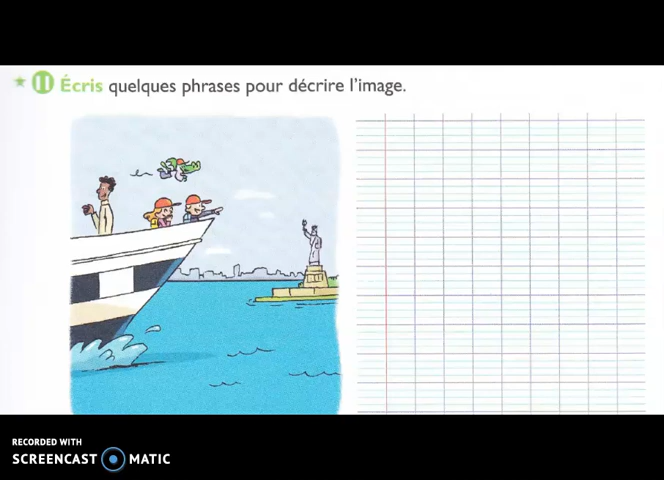 11 Écris quelques phrases pour décrire l'image.
RECORDED WITH
SCREENCAST MATIC